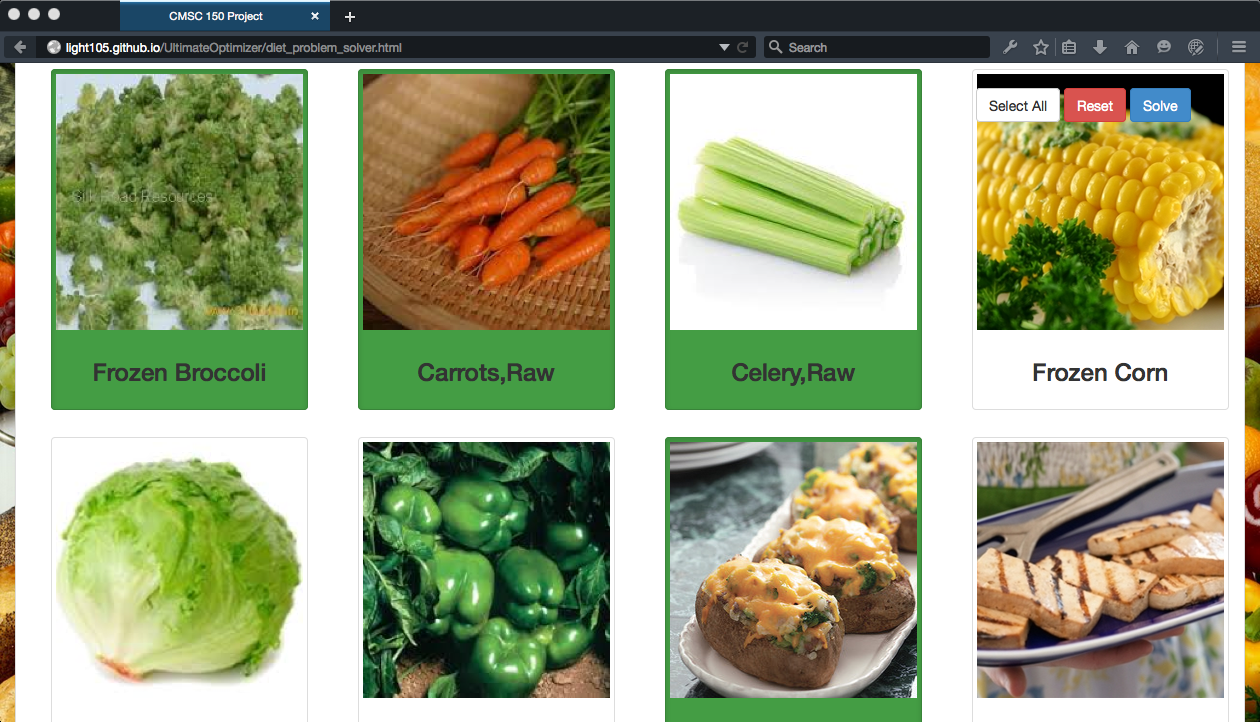 CMSC 150 Project
light105.github.io/UltimateOptimizer/diet_problem_solver.html
Search
Select All
Reset
Solve
Silk Road Resources
Frozen Broccoli
Carrots,Raw
Celery,Raw
Frozen Corn